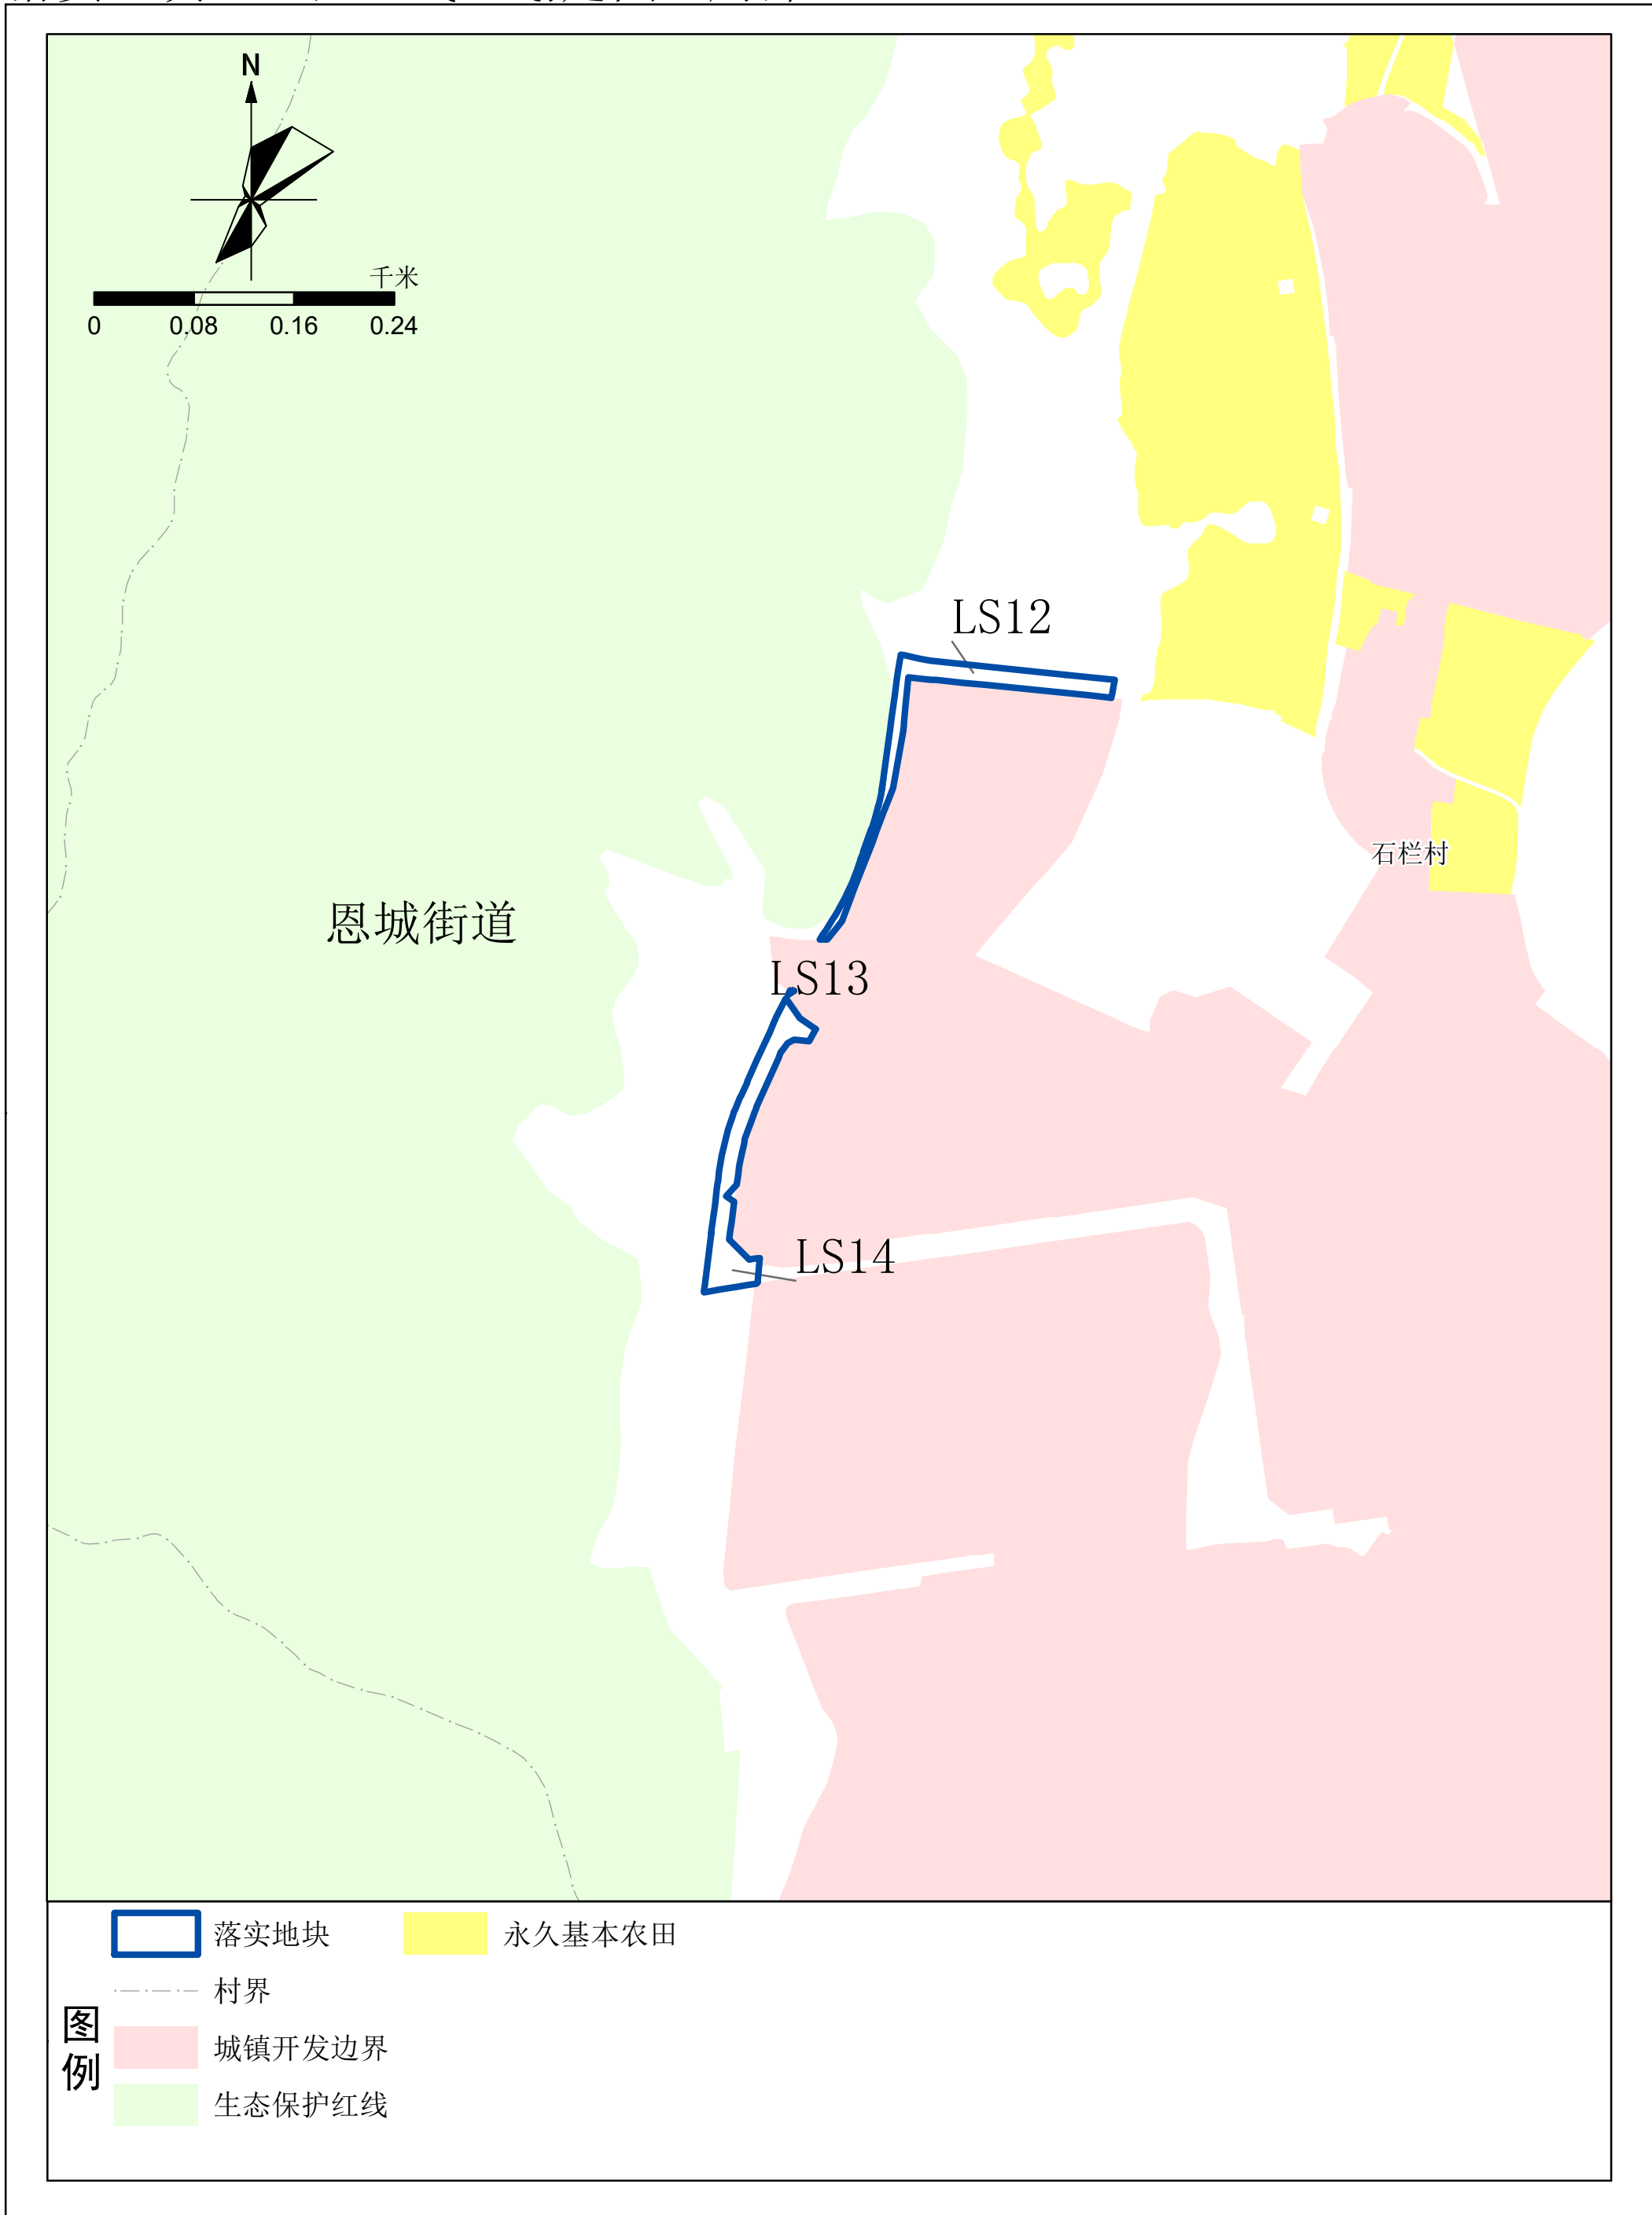 N
千米
0 0.08 0.16 0.24
LS12
石栏村
恩城街道
LS13
LS14
图例
落实地块
永久基本农田
村界
城镇开发边界
生态保护红线